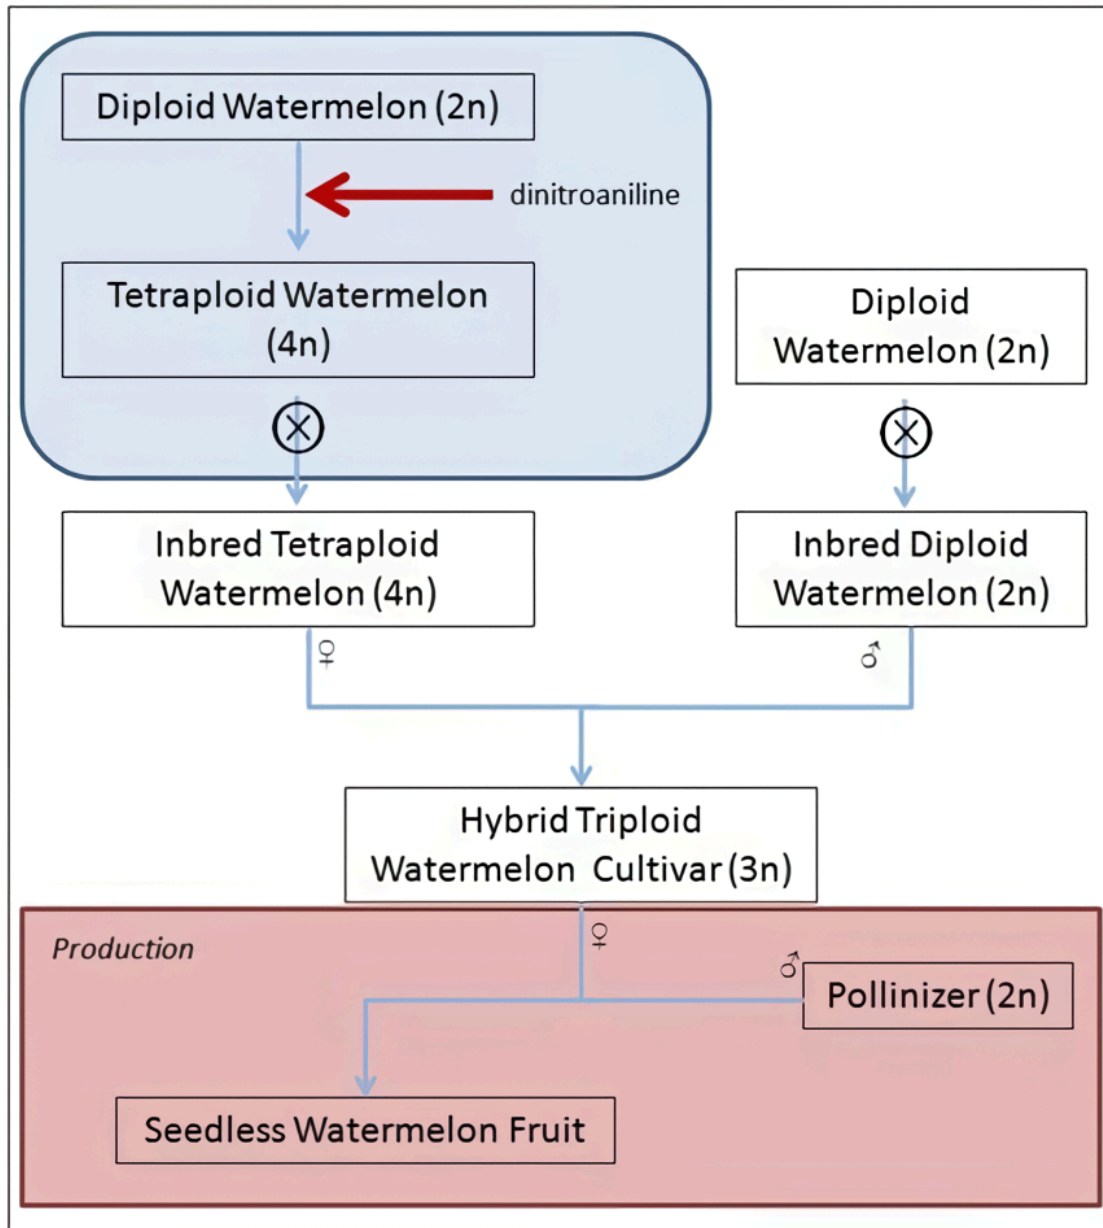 Diploid Watermelon (2n)
dinitroaniline
Tetraploid Watermelon
(4n)
Diploid
Watermelon (2n)
Inbred Tetraploid
Watermelon (4n)
Inbred Diploid
Watermelon (2n)
♀
♂
Hybrid Triploid
Watermelon Cultivar (3n)
Production
♀
♂
Pollinizer (2n)
Seedless Watermelon Fruit